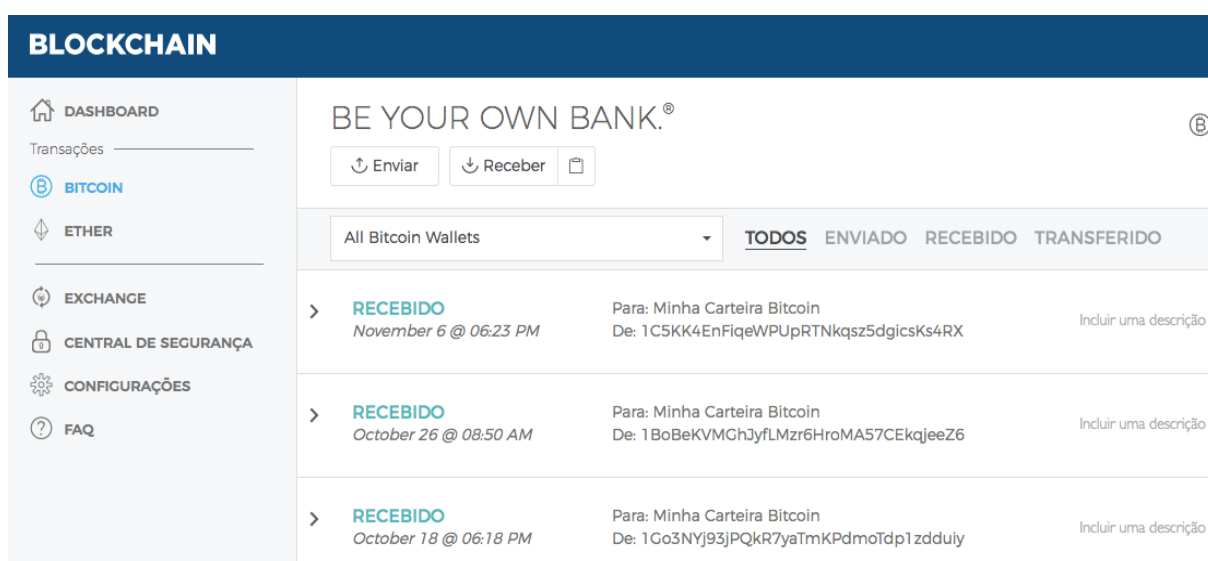 BLOCKCHAIN
DASHBOARD
Transações
BITCOIN
ETHER
EXCHANGE
CENTRAL DE SEGURANÇA
CONFIGURAÇÕES
FAQ
BE YOUR OWN BANK.®
Enviar Receber
All Bitcoin Wallets TODOS ENVIADO RECEBIDO TRANSFERIDO
RECEBIDO Para: Minha Carteira Bitcoin
November 6 @ 06:23 PM De: 1C5KK4EnFiqeWPUpRTNkqsz5dgicsKs4RX
Incluir uma descrição
RECEBIDO Para: Minha Carteira Bitcoin
October 26 @ 08:50 AM De: 1BoBeKVMGhJyfLMzr6HroMA57CEkqjeeZ6
Incluir uma descrição
RECEBIDO Para: Minha Carteira Bitcoin
October 18 @ 06:18 PM De: 1Go3NYj93jPQkR7yaTmKPdmoTdp1zdduiy
Incluir uma descrição